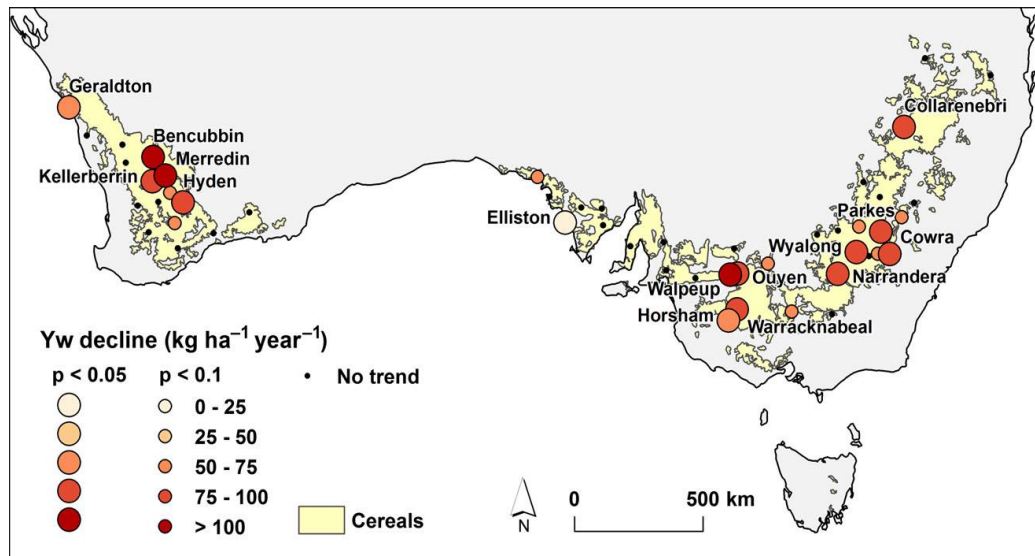 Geraldton
Bencubbin
Merredin
Kellerberrin
Hyden
Collarenebri
Elliston
Parkes
Cowra
Wyalong
Ouyen
Narrandera
Walpeup
Horsham
Warracknabeal
Yw decline (kg ha⁻¹ year⁻¹)
p < 0.05 p < 0.1 No trend
0 - 25
25 - 50
50 - 75
75 - 100
> 100
Cereals
N
0 500 km